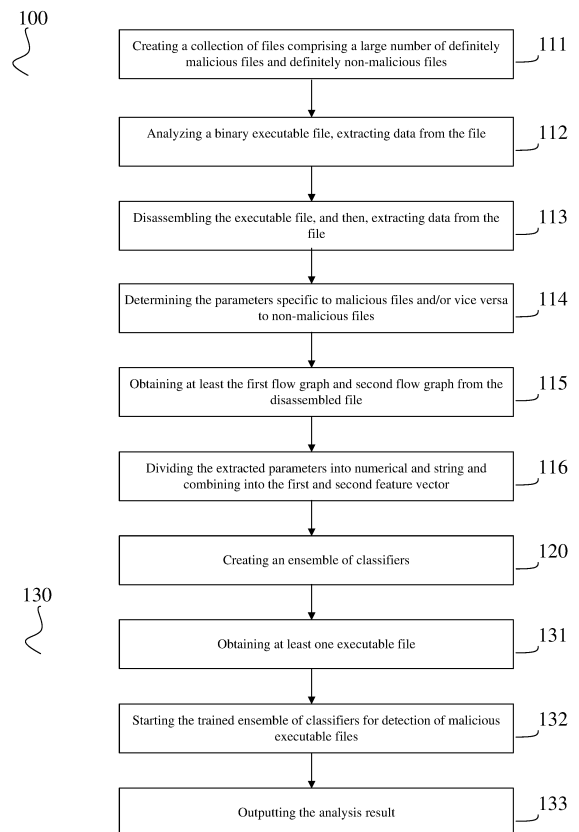 100
Creating a collection of files comprising a large number of definitely
malicious files and definitely non-malicious files
111
Analyzing a binary executable file, extracting data from the file
112
Disassembling the executable file, and then, extracting data from the
file
113
Determining the parameters specific to malicious files and/or vice versa
to non-malicious files
114
Obtaining at least the first flow graph and second flow graph from the
disassembled file
115
Dividing the extracted parameters into numerical and string and
combining into the first and second feature vector
116
Creating an ensemble of classifiers
120
130
Obtaining at least one executable file
131
Starting the trained ensemble of classifiers for detection of malicious
executable files
132
Outputting the analysis result
133